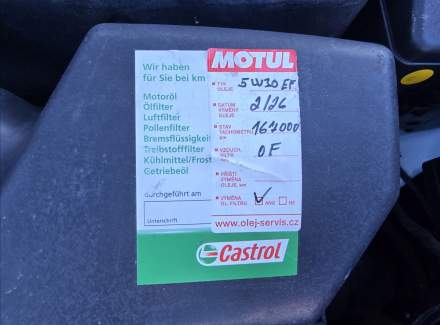 Wir haben
für Sie bei km
Motoröl
Ölfilter
Luftfilter
Pollenfilter
Bremsflüssigkeit
Treibstofffilter
Kühlmittel/Frost
Getriebeöl
durchgeführt am
Unterschrift
MOTUL
TYP OLEJE 5W30
DATUM VÝMĚNY OLEJE 2/26
STAV TACHOMETRU km 167000
VZDUCH. FILTR OF
PŘÍŠTÍ VÝMĚNA OLEJE, km
VÝMĚNA OL. FILTRU ANO NE
www.olej-servis.cz
Castrol